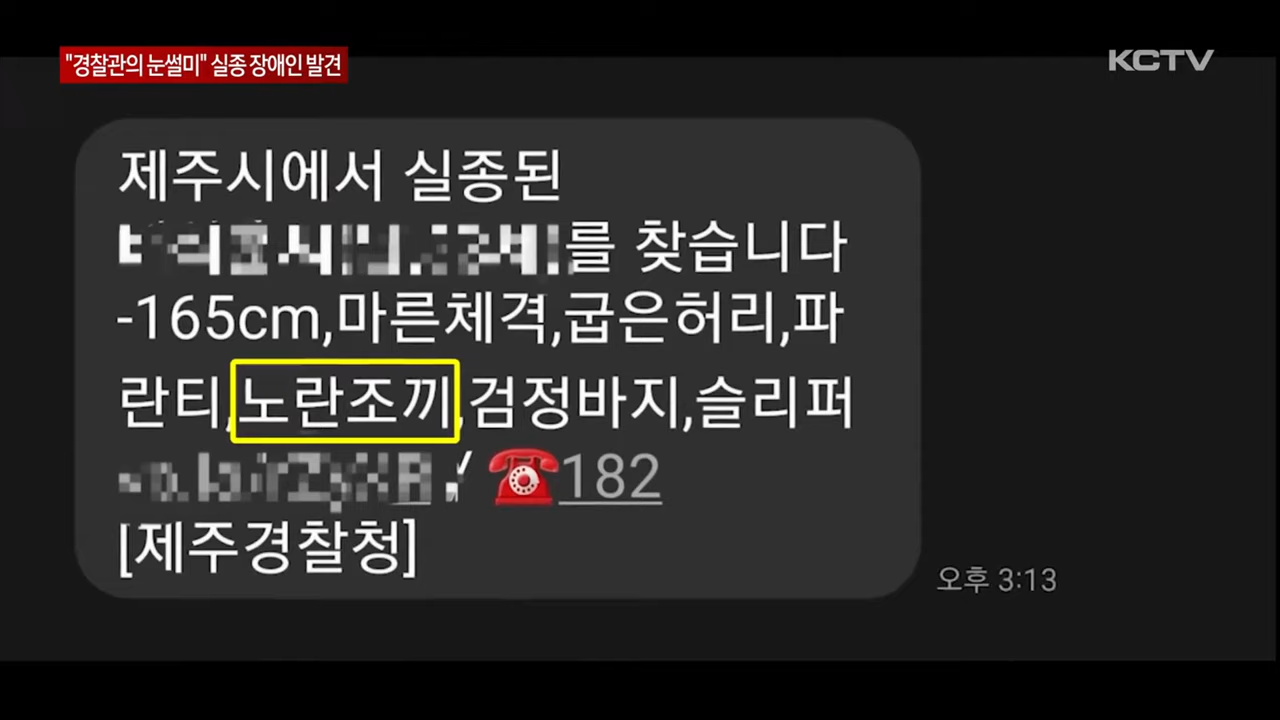 "경찰관의 눈썰미" 실종 장애인 발견
KCTV
제주시에서 실종된
를 찾습니다
-165cm,마른체격,굽은허리,파
란티,노란조끼,검정바지,슬리퍼
/ ☎182
[제주경찰청]
오후 3:13